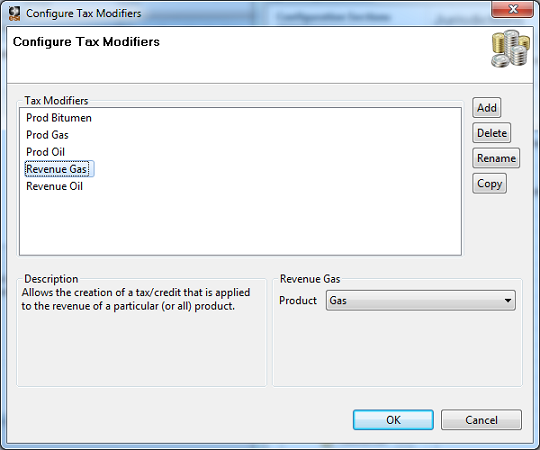 Configure Tax Modifiers
Configuration Sections
Configure Tax Modifiers
Tax Modifiers
Prod Bitumen
Prod Gas
Prod Oil
Revenue Gas
Revenue Oil
Add
Delete
Rename
Copy
Description
Allows the creation of a tax/credit that is applied
to the revenue of a particular (or all) product.
Revenue Gas
Product Gas
OK
Cancel